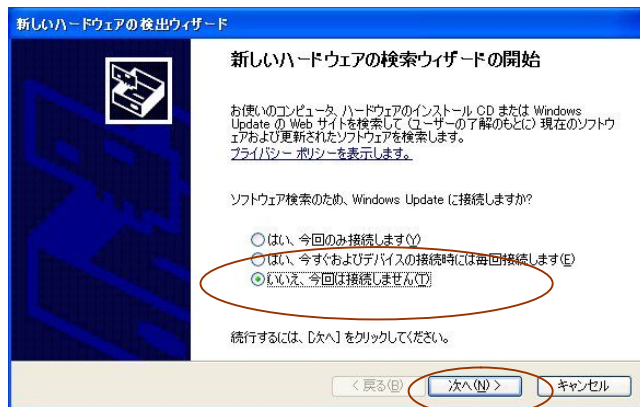 新しいハードウェアの検出ウィザード
新しいハードウェアの検索ウィザードの開始
お使いのコンピュータ、ハードウェアのインストール CD または Windows
Update の Web サイトを検索して (ユーザーの了解のもとに) 現在のソフトウ
ェアおよび更新されたソフトウェアを検索します。
プライバシー ポリシーを表示します。
ソフトウェア検索のため、Windows Update に接続しますか?
はい、今回のみ接続します(Y)
はい、今すぐおよびデバイスの接続時には毎回接続します(E)
いいえ、今回は接続しません(T)
続行するには、[次へ] をクリックしてください。
< 戻る(B)
次へ(N) >
キャンセル